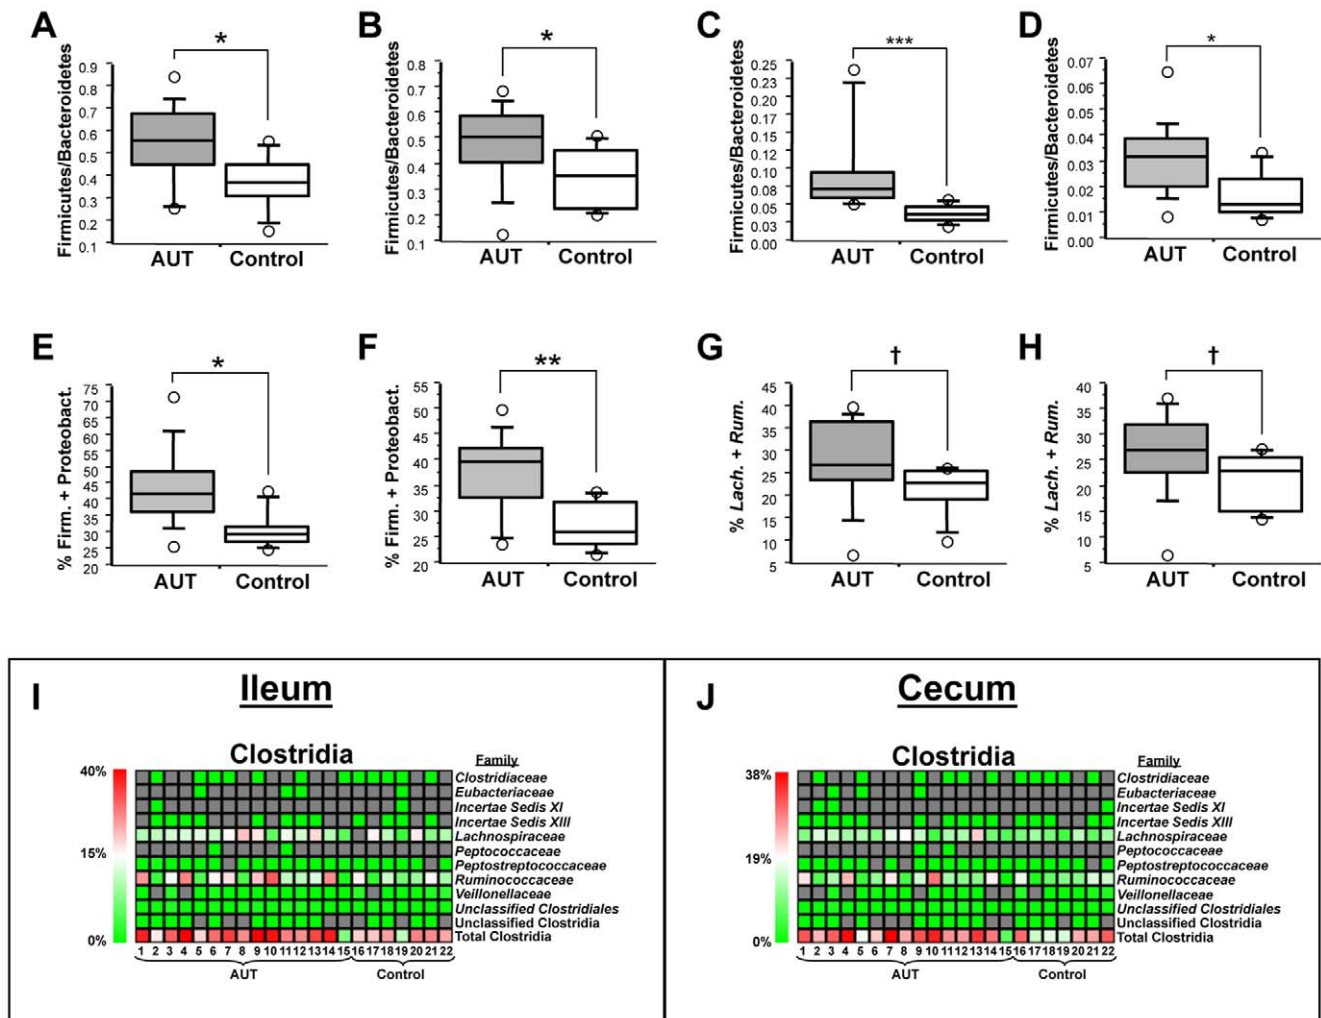 A
B
C
D
*
*
***
*
Firmicutes/Bacteroidetes
0.9
0.8
0.7
0.6
0.5
0.4
0.3
0.2
0.1
AUT Control
Firmicutes/Bacteroidetes
0.8
0.7
0.6
0.5
0.4
0.3
0.2
0.1
AUT Control
Firmicutes/Bacteroidetes
0.25
0.23
0.20
0.17
0.15
0.12
0.10
0.08
0.05
0.03
0.00
AUT Control
Firmicutes/Bacteroidetes
0.07
0.06
0.05
0.04
0.03
0.02
0.01
0.00
AUT Control
E
F
G
H
*
**
†
†
% Firm. + Proteobact.
75
70
65
60
55
50
45
40
35
30
25
20
AUT Control
% Firm. + Proteobact.
55
50
45
40
35
30
25
20
AUT Control
% Lach. + Rum.
45
40
35
30
25
20
15
10
5
AUT Control
% Lach. + Rum.
40
35
30
25
20
15
10
5
AUT Control
I
Ileum
Clostridia
Family
40%
15%
0%
Clostridiaceae
Eubacteriaceae
Incertae Sedis XI
Incertae Sedis XIII
Lachnospiraceae
Peptococcaceae
Peptostreptococcaceae
Ruminococcaceae
Veillonellaceae
Unclassified Clostridiales
Unclassified Clostridia
Total Clostridia
1 2 3 4 5 6 7 8 9 10 11 12 13 14 15 16 17 18 19 20 21 22
AUT Control
J
Cecum
Clostridia
Family
38%
19%
0%
Clostridiaceae
Eubacteriaceae
Incertae Sedis XI
Incertae Sedis XIII
Lachnospiraceae
Peptococcaceae
Peptostreptococcaceae
Ruminococcaceae
Veillonellaceae
Unclassified Clostridiales
Unclassified Clostridia
Total Clostridia
1 2 3 4 5 6 7 8 9 10 11 12 13 14 15 16 17 18 19 20 21 22
AUT Control